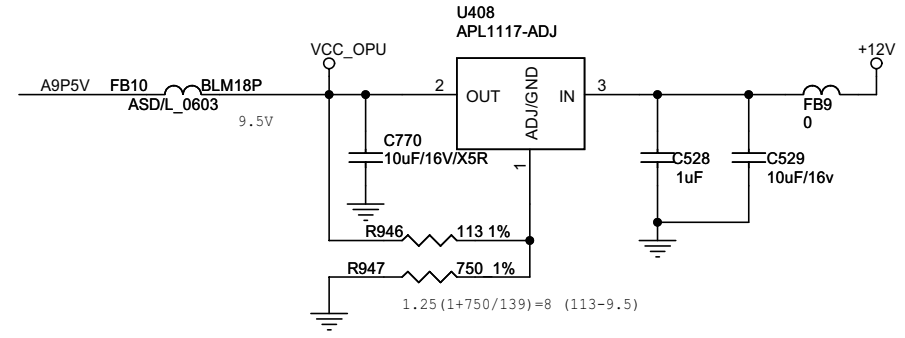 U408
APL1117-ADJ
VCC_OPU
+12V
A9P5V
FB10
BLM18P
2
OUT
ADJ/GND
IN
3
ASD/L_0603
FB9
0
9.5V
C770
10uF/16V/X5R
1
C528
1uF
C529
10uF/16v
R946
113 1%
R947
750 1%
1.25(1+750/139)=8 (113-9.5)